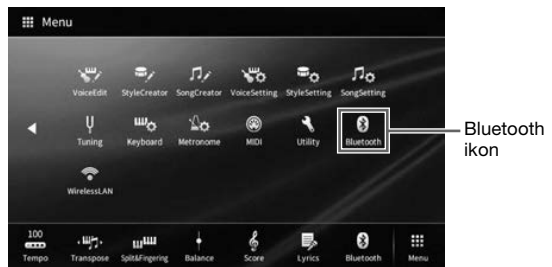 Menu
VoiceEdit StyleCreator SongCreator VoiceSetting StyleSetting SongSetting
Tuning Keyboard Metronome MIDI Utility Bluetooth
Bluetooth
ikon
WirelessLAN
100
Tempo Transpose Split&Fingering Balance Score Lyrics Bluetooth Menu